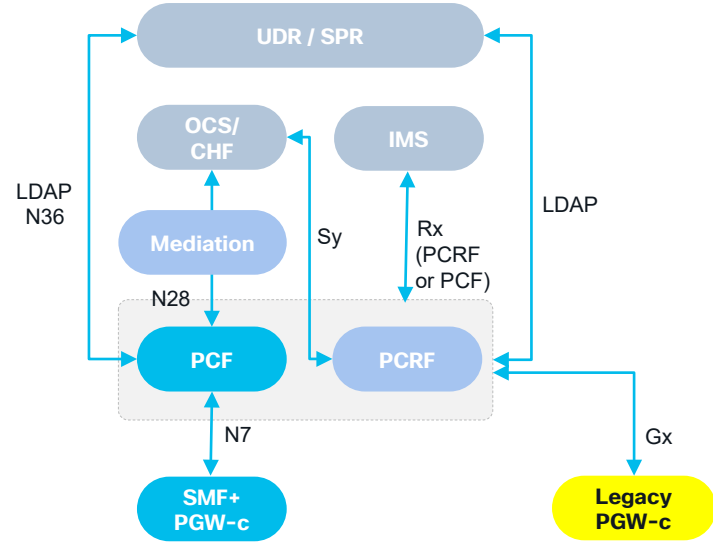 UDR / SPR
OCS/
CHF
IMS
LDAP
N36
LDAP
Mediation
Sy
Rx
(PCRF
or PCF)
N28
PCF
PCRF
N7
Gx
SMF+
PGW-c
Legacy
PGW-c